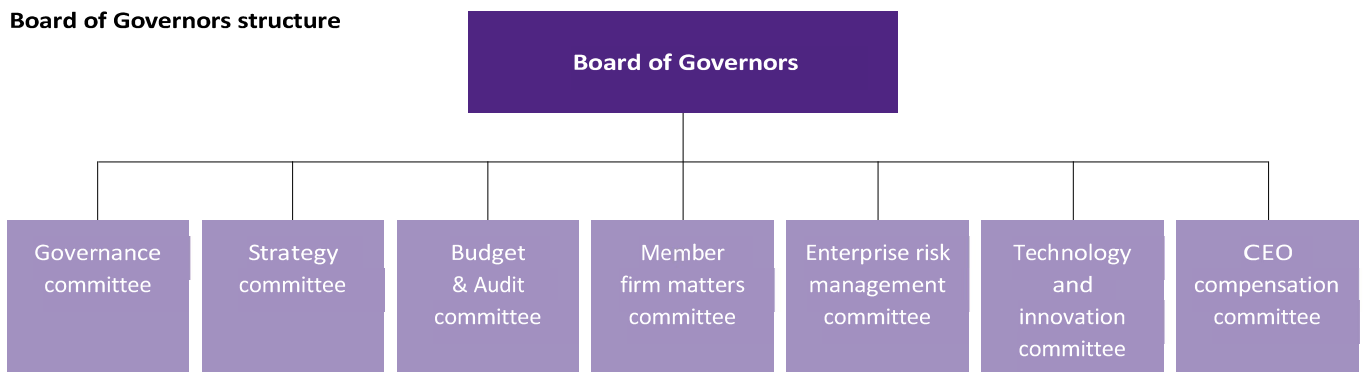 Board of Governors structure
Board of Governors
Governance
committee
Strategy
committee
Budget
& Audit
committee
Member
firm matters
committee
Enterprise risk
management
committee
Technology
and
innovation
committee
CEO
compensation
committee